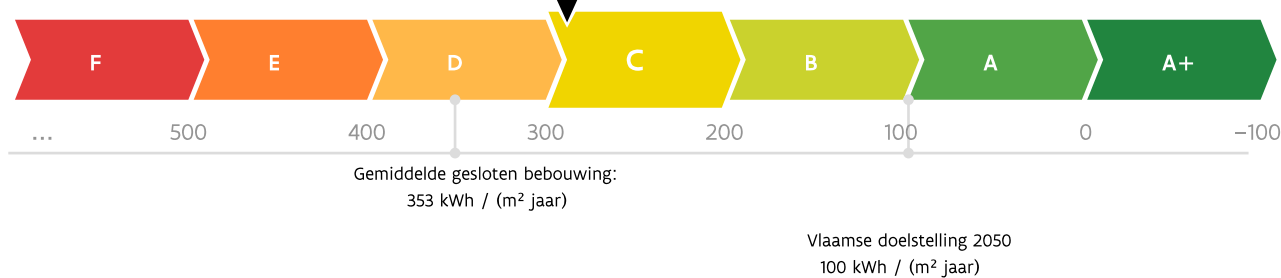 F E D C B A A+
... 500 400 300 200 100 0 −100
Gemiddelde gesloten bebouwing:
353 kWh / (m² jaar)
Vlaamse doelstelling 2050
100 kWh / (m² jaar)